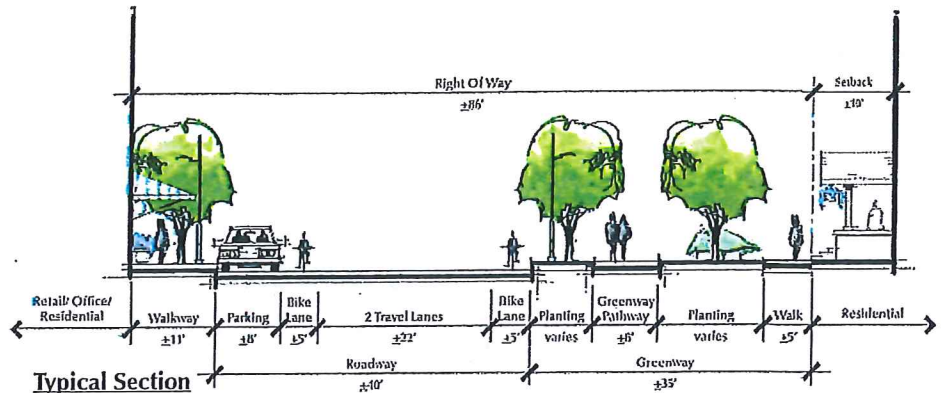 Right Of Way
±86'
Setback
±10'
Retail/ Office/
Residential
Walkway
±11'
Parking
±8'
Bike
Lane
±5'
2 Travel Lanes
±22'
Bike
Lane
±5'
Planting
varies
Greenway
Pathway
±6'
Planting
varies
Walk
±5'
Residential
Roadway
±40'
Greenway
±35'
Typical Section